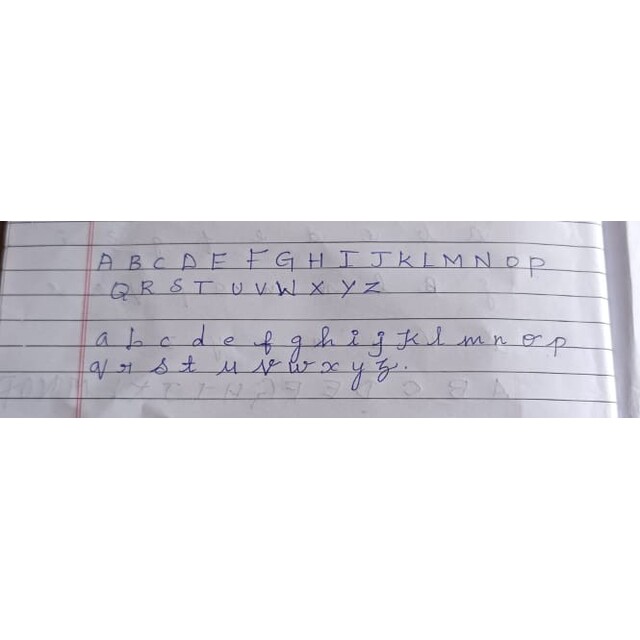 A B C D E F G H I J K L M N O P
Q R S T U V W X Y Z
a b c d e f g h i j k l m n o p
q r s t u v w x y z.